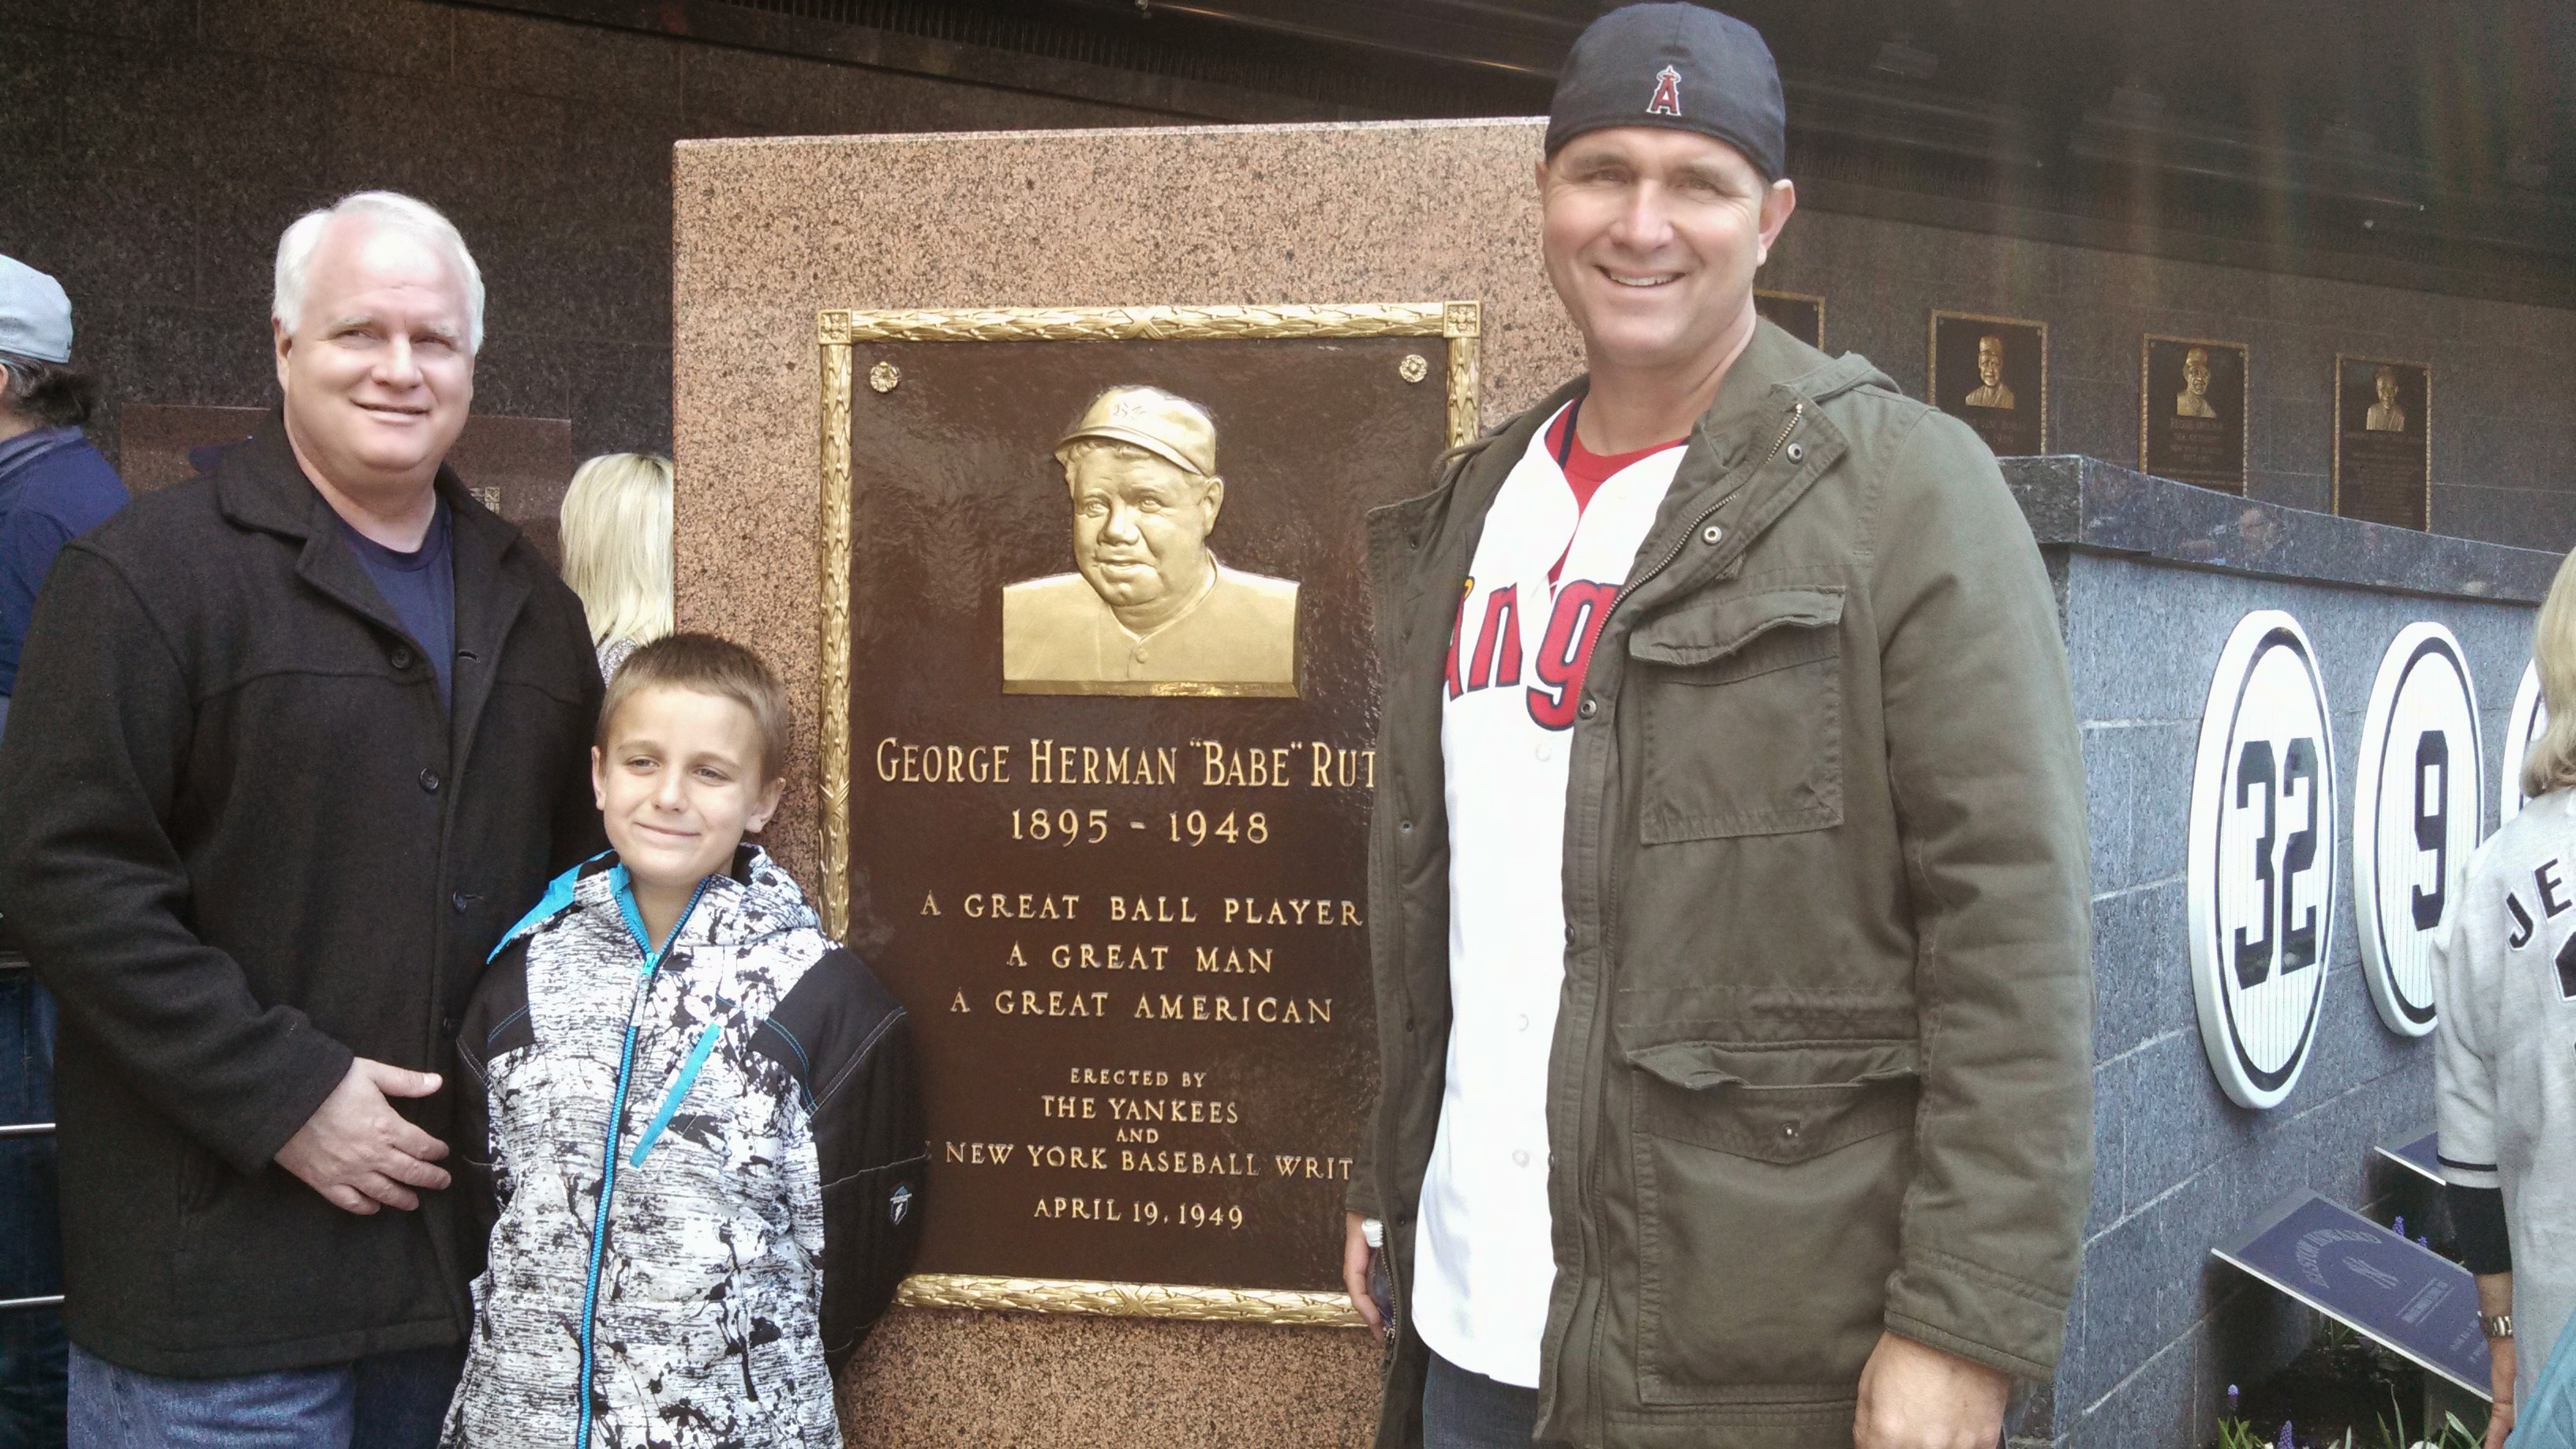 A
Ang
GEORGE HERMAN "BABE" RUT
1895 - 1948
A GREAT BALL PLAYER
A GREAT MAN
A GREAT AMERICAN
ERECTED BY
THE YANKEES
AND
NEW YORK BASEBALL WRIT
APRIL 19, 1949
32
9
JE